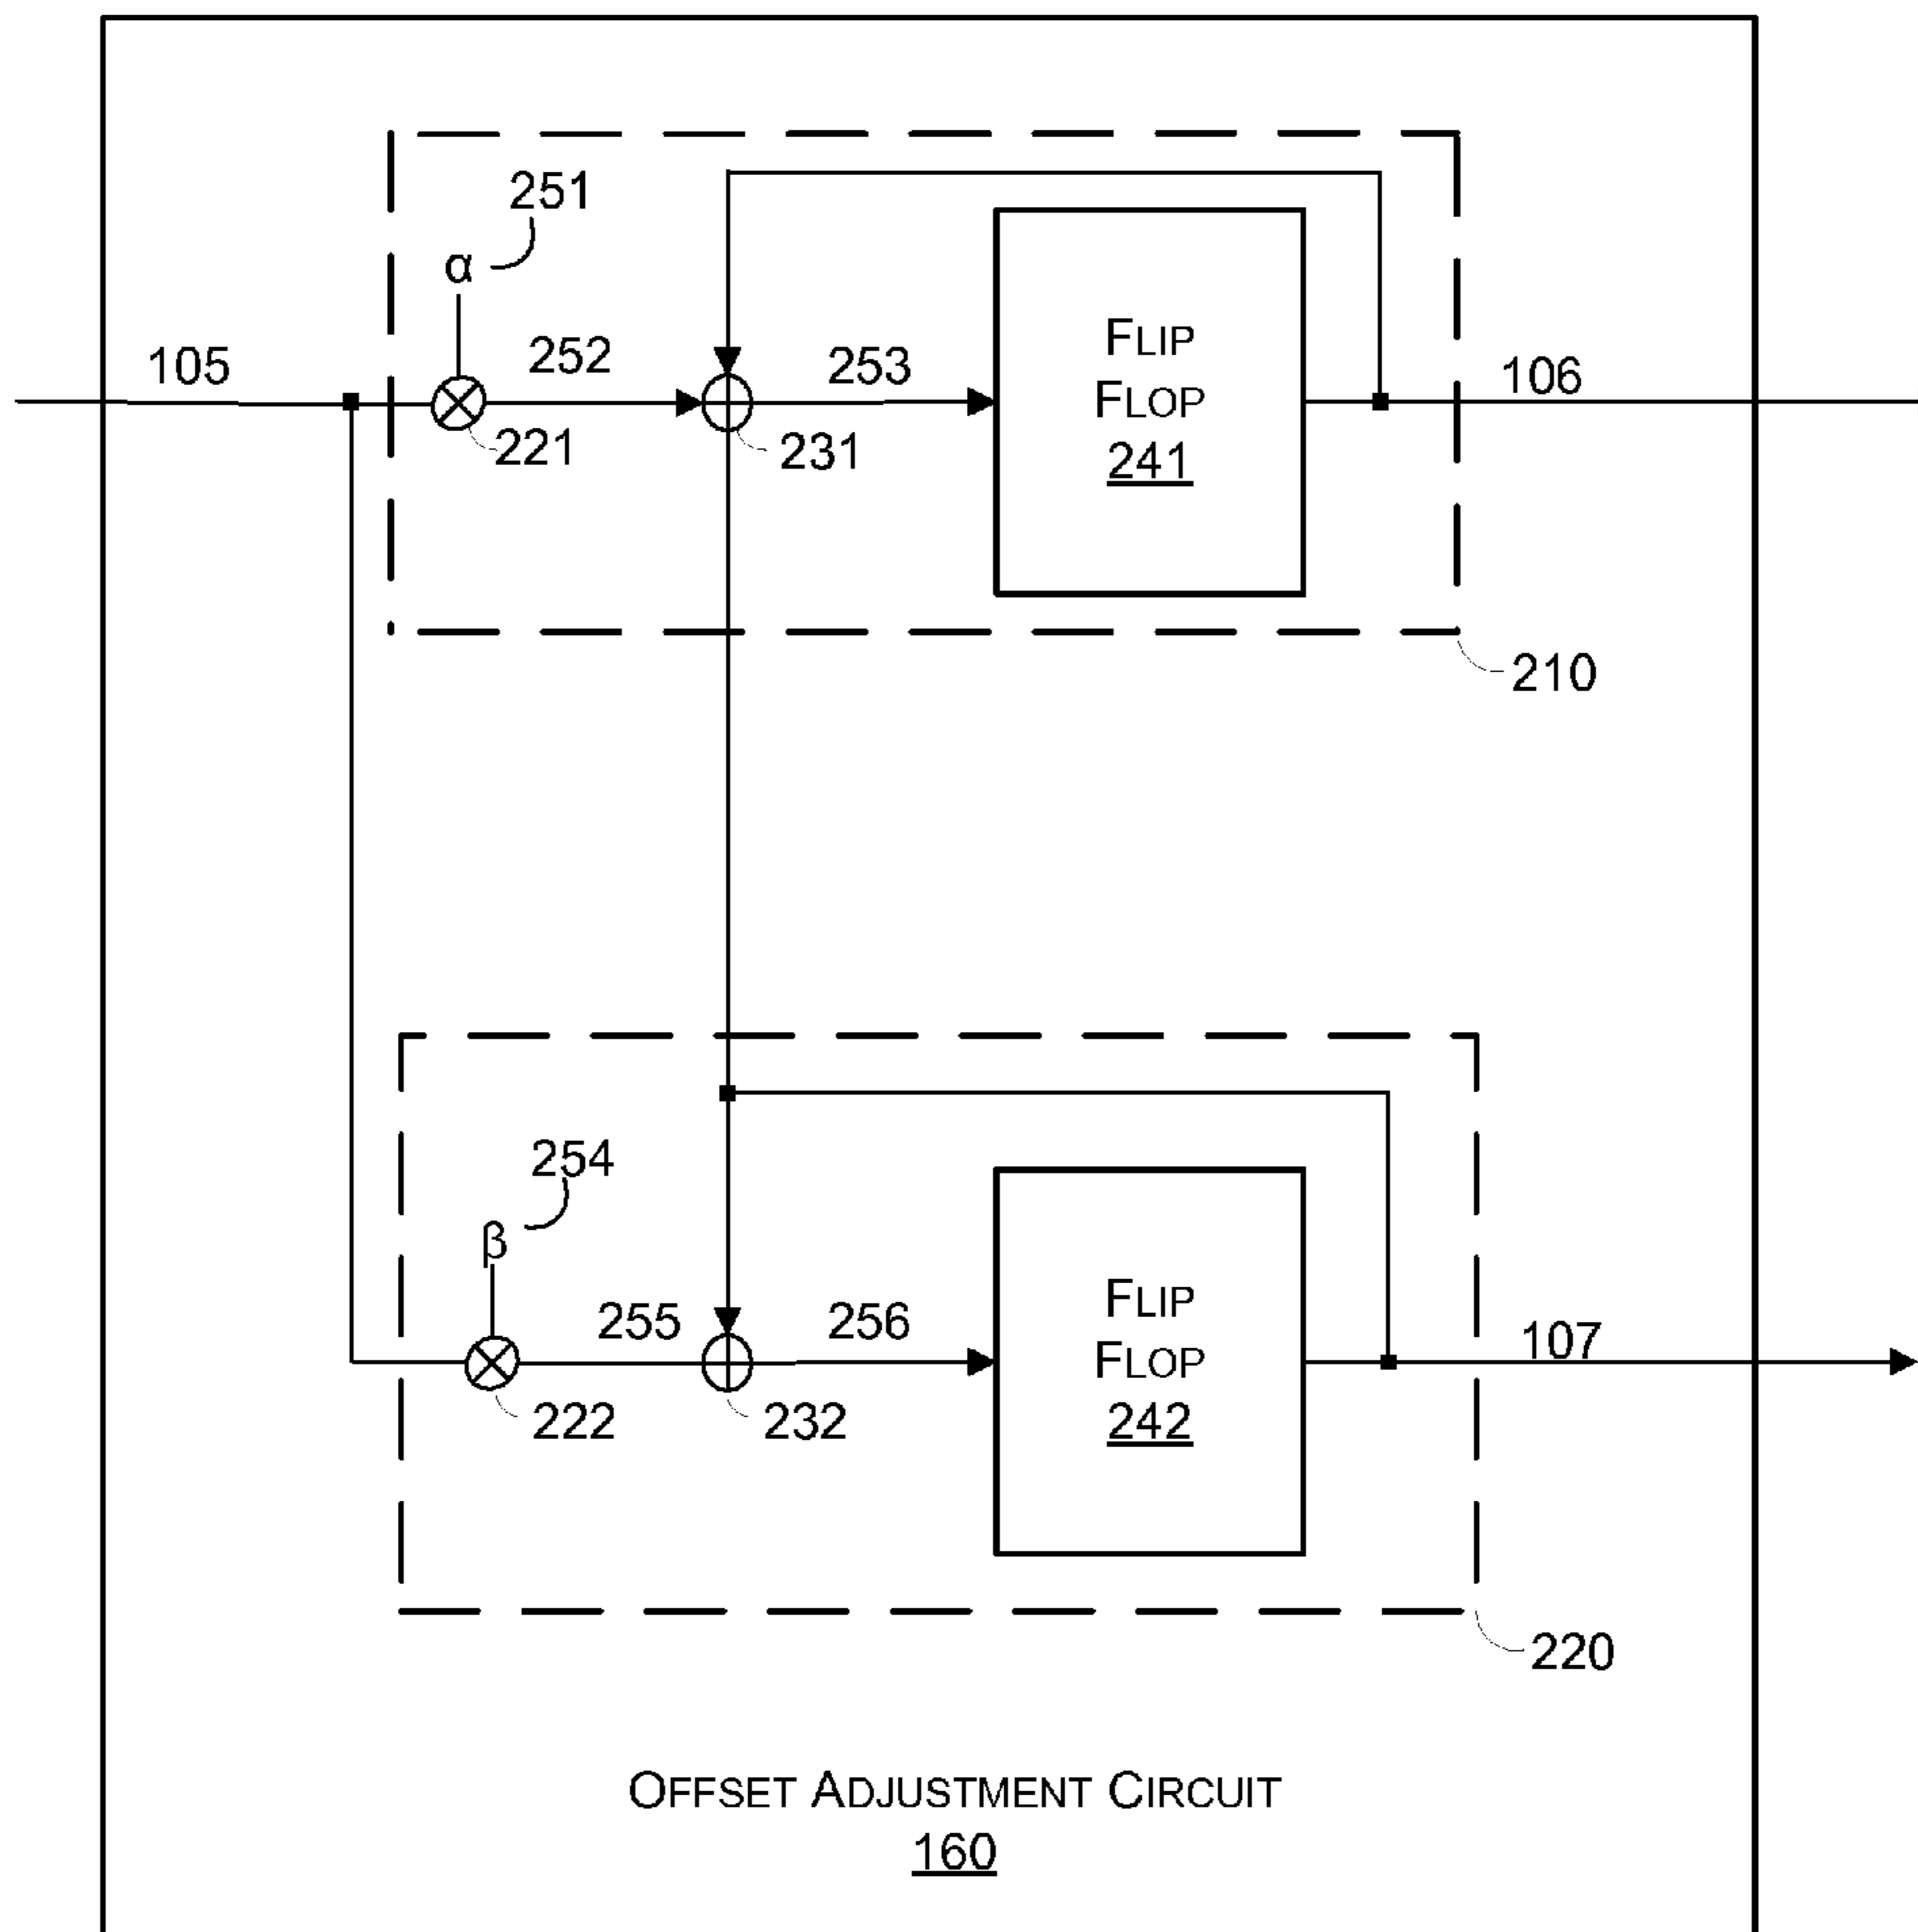 251
α
105
252
253
FLIP
FLOP
241
106
221
231
210
254
β
255
256
FLIP
FLOP
242
107
222
232
220
OFFSET ADJUSTMENT CIRCUIT
160